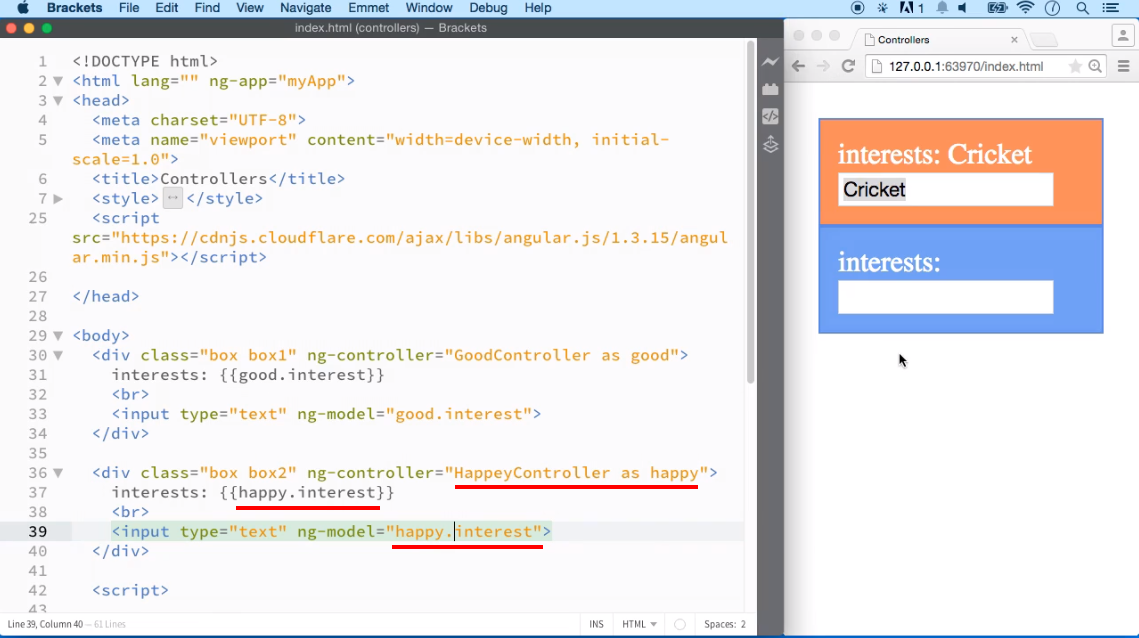 Brackets File Edit Find View Navigate Emmet Window Debug Help 1
index.html (controllers) — Brackets
1 <!DOCTYPE html>
2 <html lang="" ng-app="myApp">
3 <head>
4 <meta charset="UTF-8">
5 <meta name="viewport" content="width=device-width, initial-
scale=1.0">
6 <title>Controllers</title>
7 <style></style>
25 <script
src="https://cdnjs.cloudflare.com/ajax/libs/angular.js/1.3.15/angul
ar.min.js"></script>
26
27 </head>
28
29 <body>
30 <div class="box box1" ng-controller="GoodController as good">
31 interests: {{good.interest}}
32 <br>
33 <input type="text" ng-model="good.interest">
34 </div>
35
36 <div class="box box2" ng-controller="HappeyController as happy">
37 interests: {{happy.interest}}
38 <br>
39 <input type="text" ng-model="happy.interest">
40 </div>
41
42 <script>
43
Line 39, Column 40 — 61 Lines INS HTML Spaces: 2
Controllers
127.0.0.1:63970/index.html
interests: Cricket
Cricket
interests: